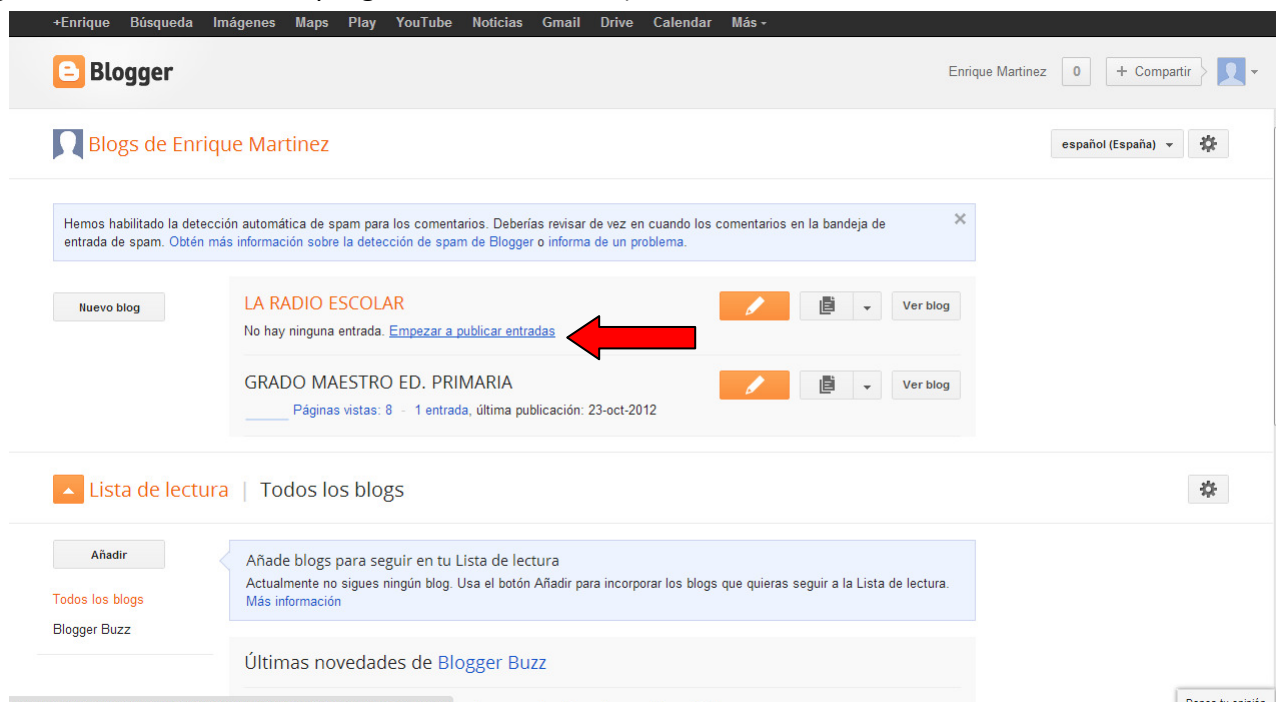 +Enrique Búsqueda Imágenes Maps Play YouTube Noticias Gmail Drive Calendar Más
Blogger
Enrique Martinez 0 + Compartir
Blogs de Enrique Martinez
español (España)
Hemos habilitado la detección automática de spam para los comentarios. Deberías revisar de vez en cuando los comentarios en la bandeja de
entrada de spam. Obtén más información sobre la detección de spam de Blogger o informa de un problema.
Nuevo blog
LA RADIO ESCOLAR
Ver blog
No hay ninguna entrada. Empezar a publicar entradas
GRADO MAESTRO ED. PRIMARIA
Ver blog
Páginas vistas: 8 - 1 entrada, última publicación: 23-oct-2012
Lista de lectura | Todos los blogs
Añadir
Añade blogs para seguir en tu Lista de lectura
Actualmente no sigues ningún blog. Usa el botón Añadir para incorporar los blogs que quieras seguir a la Lista de lectura.
Más información
Todos los blogs
Blogger Buzz
Últimas novedades de Blogger Buzz